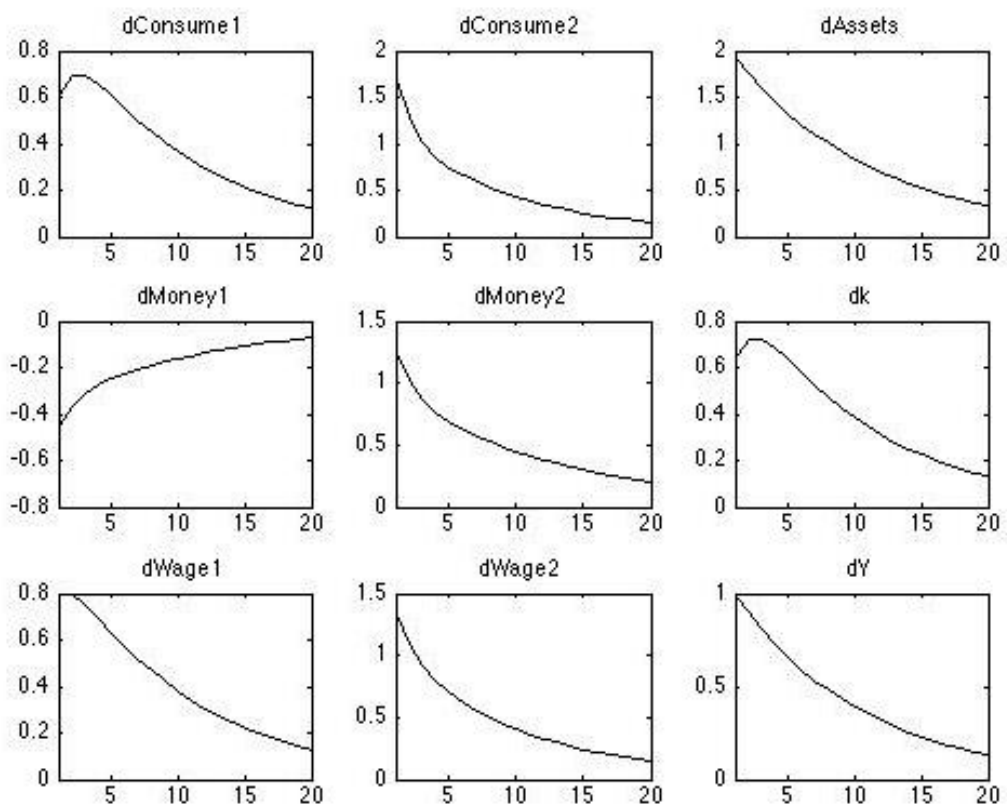 dConsume1 dConsume2 dAssets
0.8 2 2
0.6 1.5 1.5
0.4 1 1
0.2 0.5 0.5
0 0 0
5 10 15 20 5 10 15 20 5 10 15 20
dMoney1 dMoney2 dk
0 1.5 0.8
-0.2 1 0.6
-0.4 0.5 0.4
-0.6 0 0.2
-0.8 0
5 10 15 20 5 10 15 20 5 10 15 20
dWage1 dWage2 dY
0.8 1.5 1
0.6 1 0.5
0.4 0.5 0
0.2 0
0
5 10 15 20 5 10 15 20 5 10 15 20